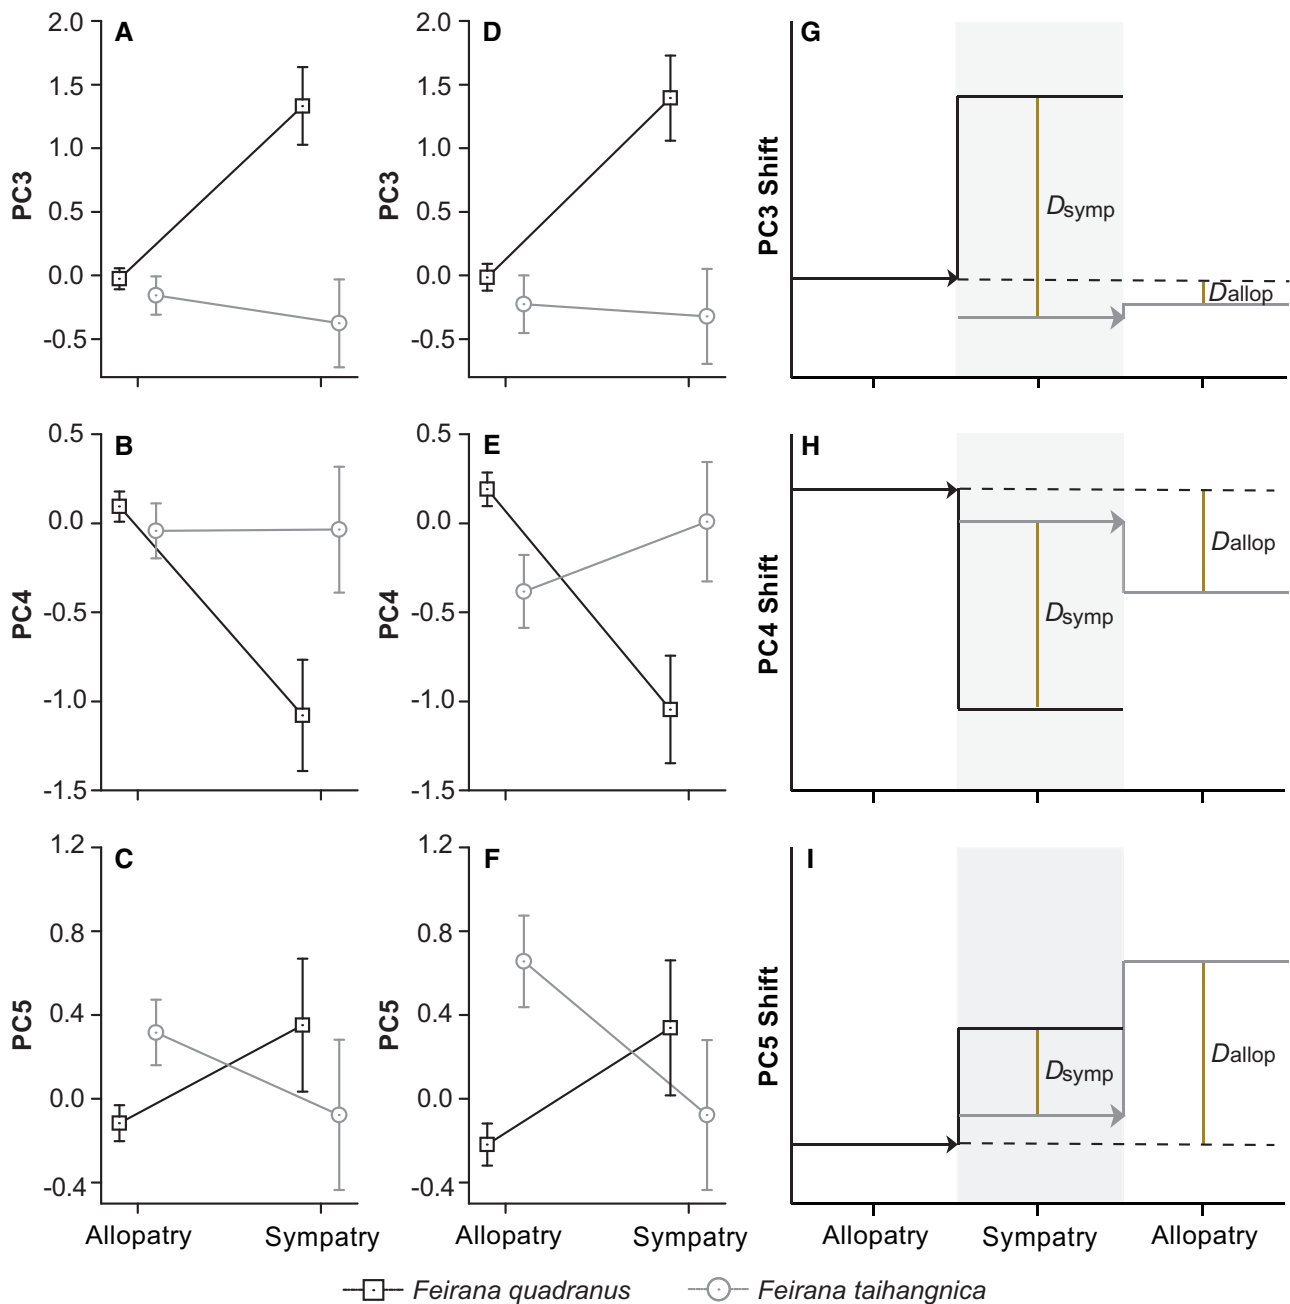 A
2.0
1.5
1.0
0.5
0.0
-0.5
PC3
D
2.0
1.5
1.0
0.5
0.0
-0.5
PC3
G
PC3 Shift
Dsymp
Dallop
B
0.5
0.0
-0.5
-1.0
-1.5
PC4
E
0.5
0.0
-0.5
-1.0
-1.5
PC4
H
PC4 Shift
Dsymp
Dallop
C
1.2
0.8
0.4
0.0
-0.4
PC5
Allopatry Sympatry
F
1.2
0.8
0.4
0.0
-0.4
PC5
Allopatry Sympatry
I
PC5 Shift
Dsymp
Dallop
Allopatry Sympatry Allopatry
Feirana quadranus Feirana taihangnica